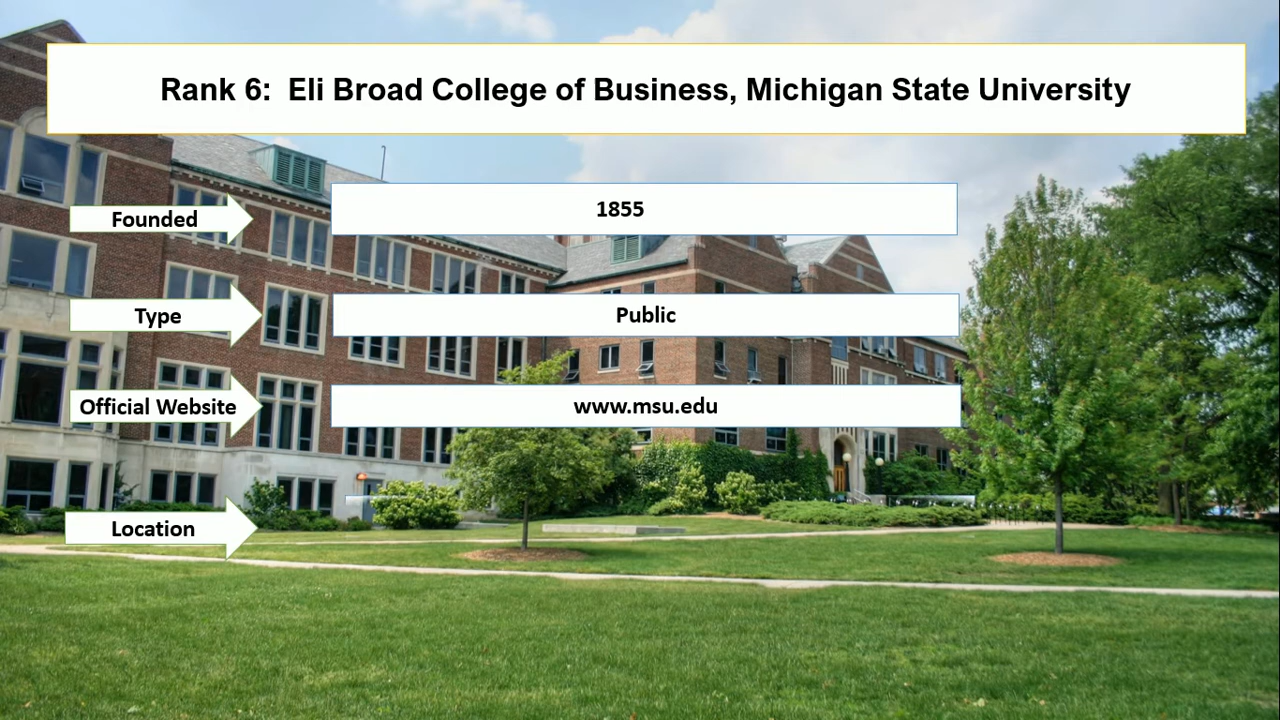 Rank 6:  Eli Broad College of Business, Michigan State University
Founded
1855
Type
Public
Official Website
www.msu.edu
Location